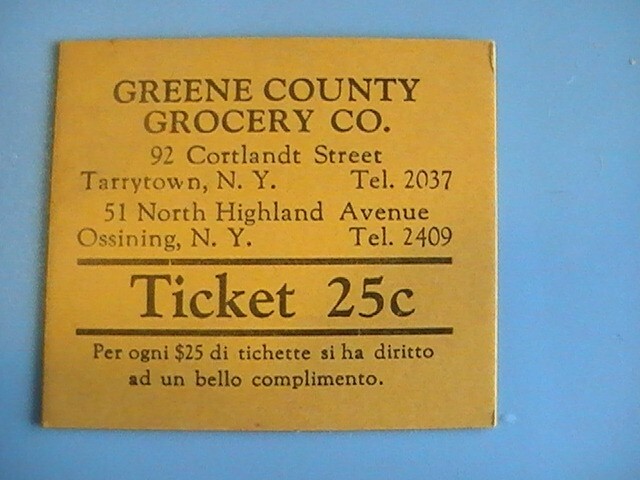 GREENE COUNTY
GROCERY CO.
92 Cortlandt Street
Tarrytown, N. Y. Tel. 2037
51 North Highland Avenue
Ossining, N. Y. Tel. 2409
Ticket 25c
Per ogni $25 di tichette si ha diritto
ad un bello complimento.